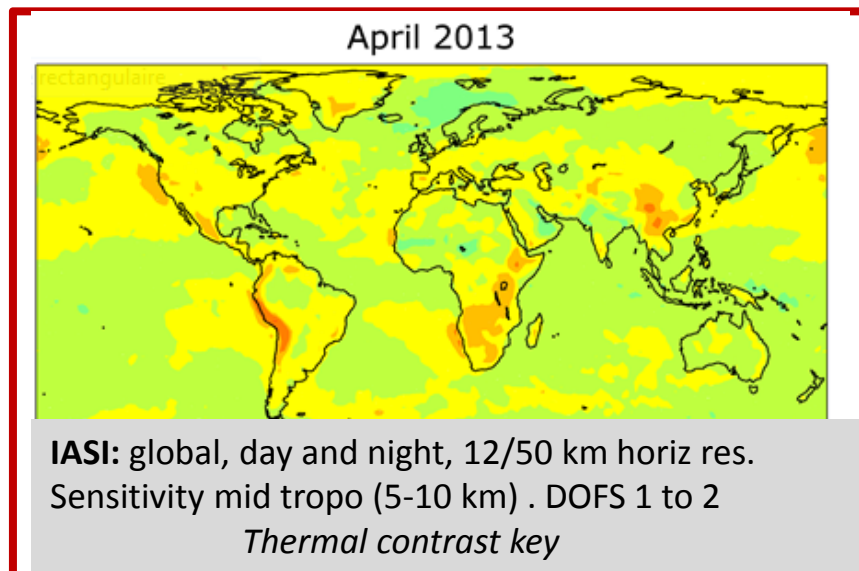 April 2013
rectangulaire
IASI: global, day and night, 12/50 km horiz res.
Sensitivity mid tropo (5-10 km) . DOFS 1 to 2
Thermal contrast key